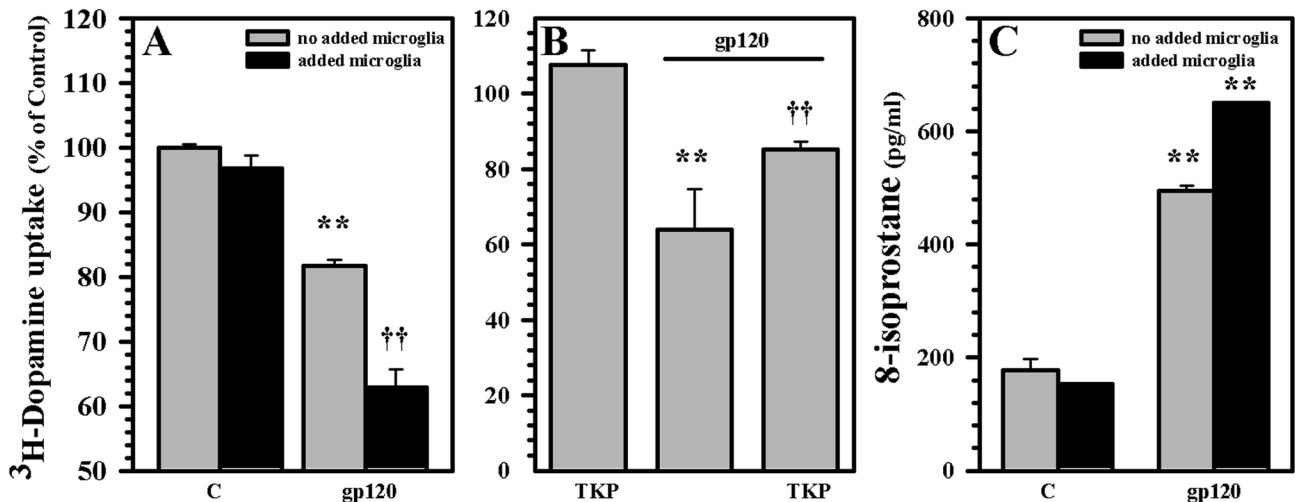 ³H-Dopamine uptake (% of Control)
A
no added microglia
added microglia
120
110
100
90
80
70
60
50
**
††
C gp120
B
gp120
120
100
80
60
40
20
0
**
††
TKP TKP
8-isoprostane (pg/ml)
C
no added microglia
added microglia
800
600
400
200
0
**
**
C gp120